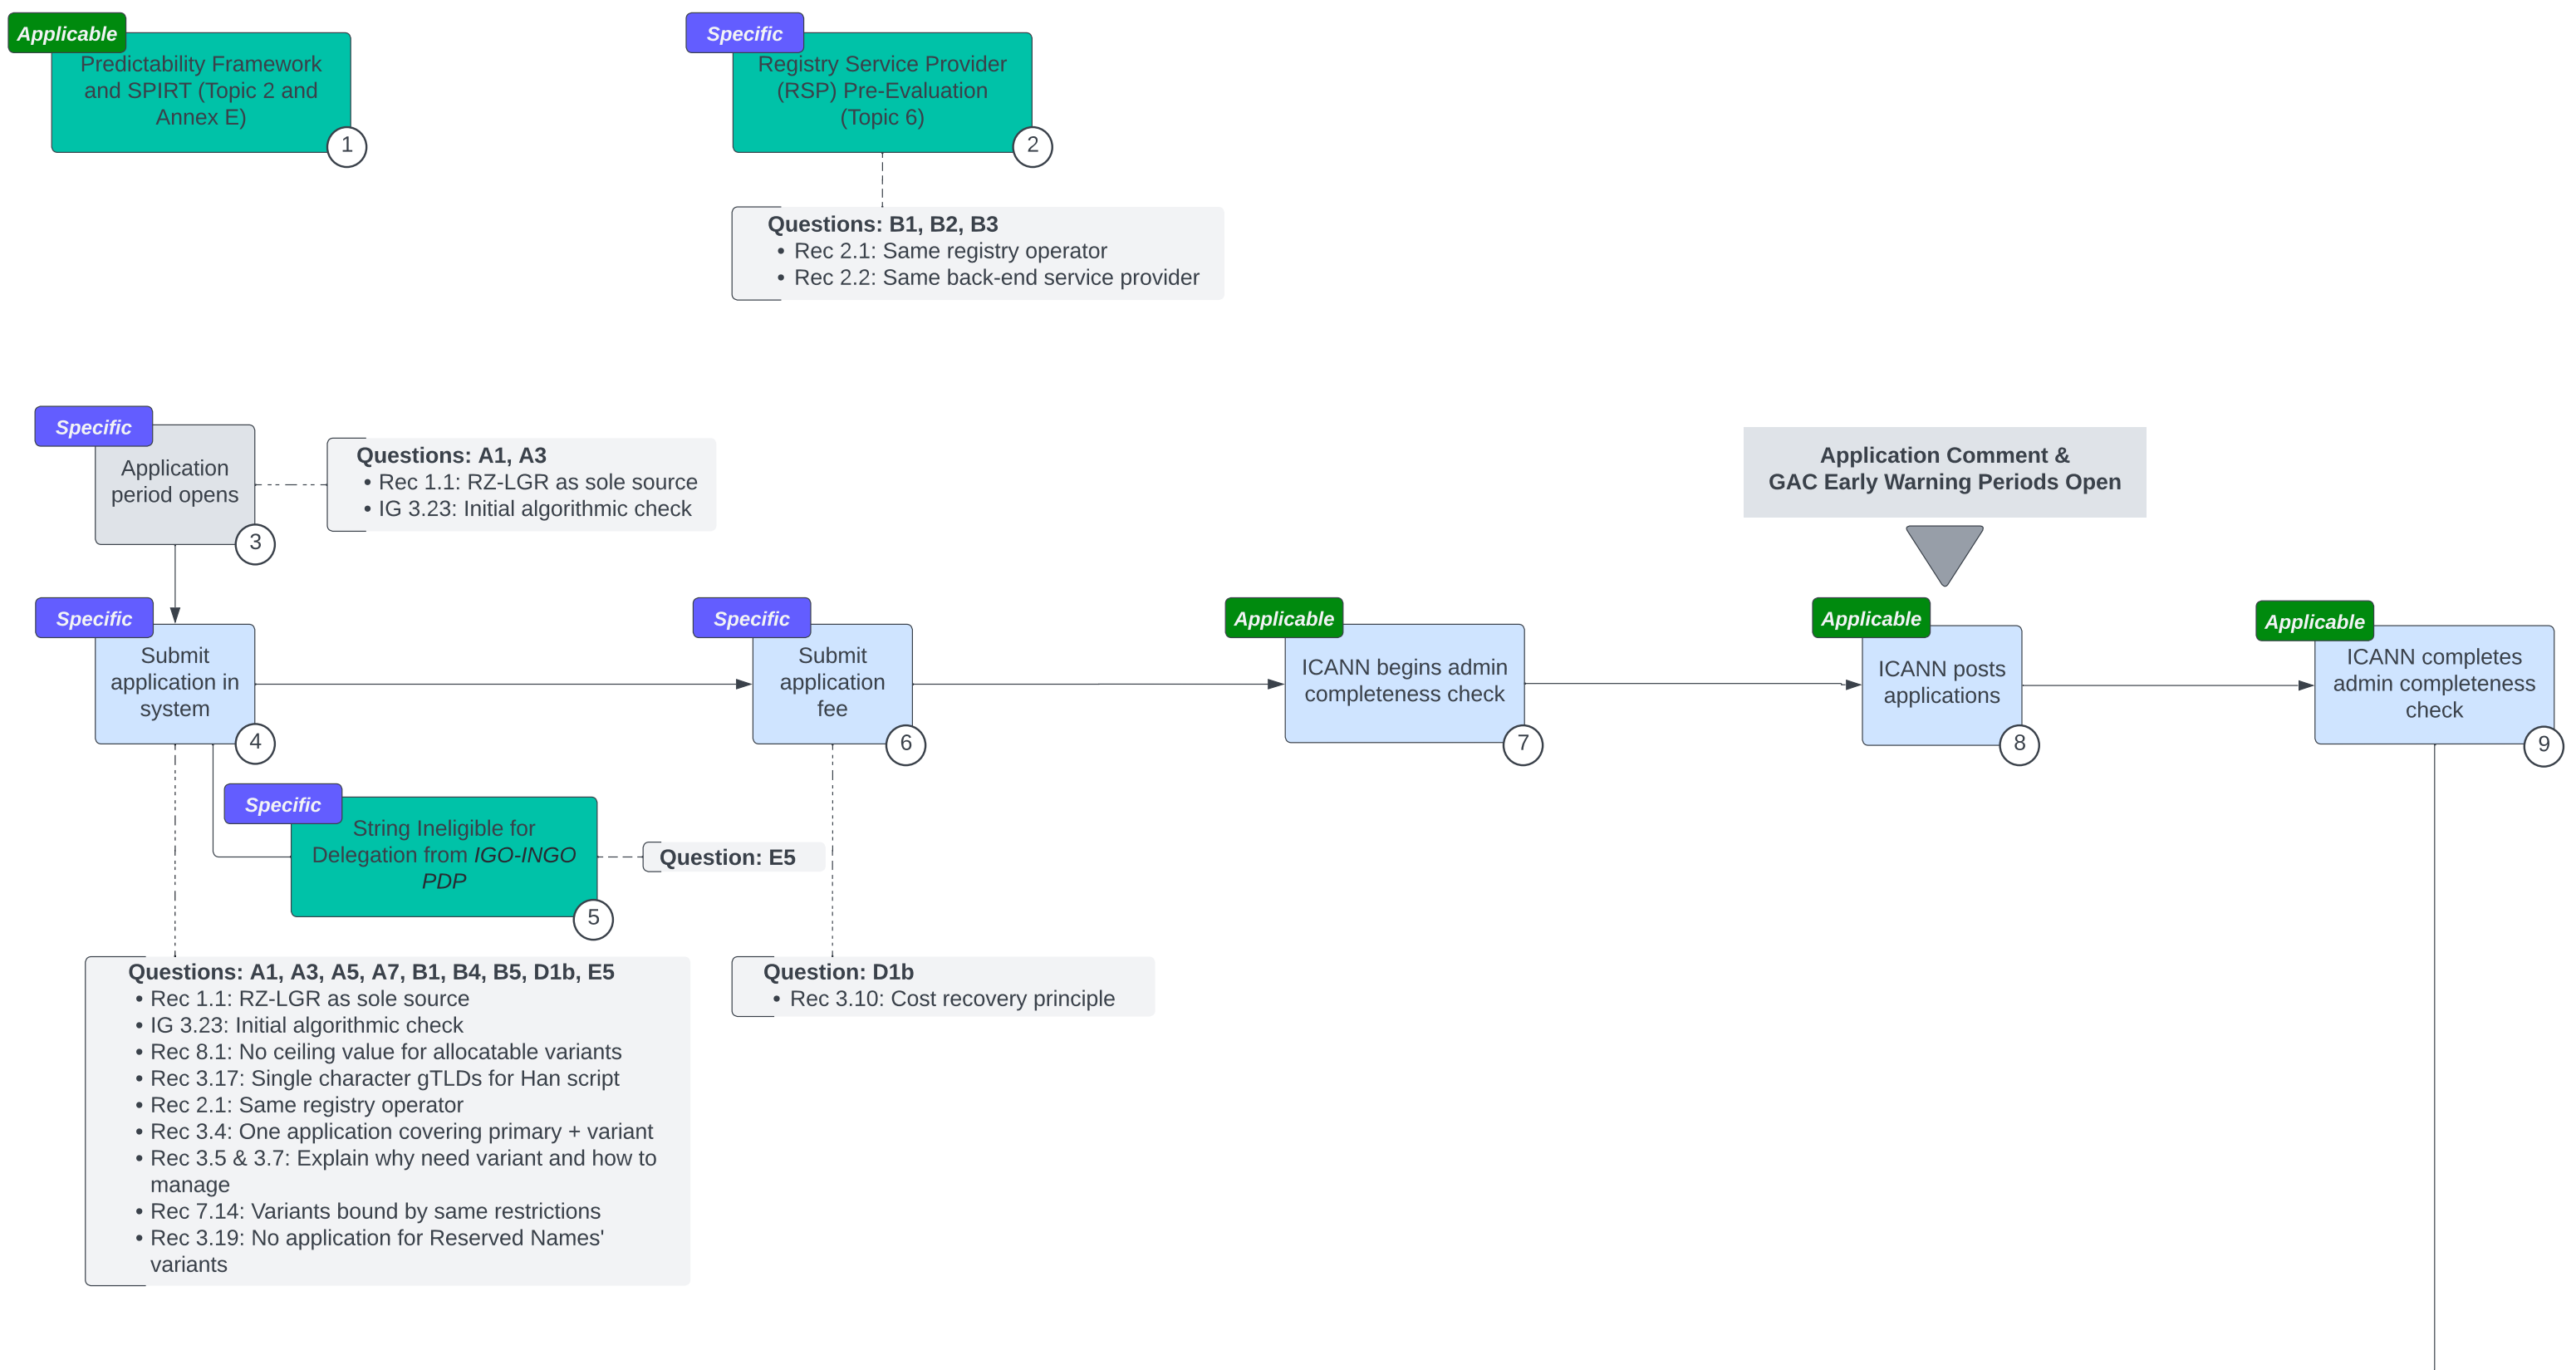 Applicable
Predictability Framework
and SPIRT (Topic 2 and
Annex E)
1
Specific
Registry Service Provider
(RSP) Pre-Evaluation
(Topic 6)
2
Questions: B1, B2, B3
• Rec 2.1: Same registry operator
• Rec 2.2: Same back-end service provider
Specific
Application
period opens
3
Questions: A1, A3
• Rec 1.1: RZ-LGR as sole source
• IG 3.23: Initial algorithmic check
Application Comment &
GAC Early Warning Periods Open
Specific
Submit
application in
system
4
Specific
Submit
application
fee
6
Applicable
ICANN begins admin
completeness check
7
Applicable
ICANN posts
applications
8
Applicable
ICANN completes
admin completeness
check
9
Specific
String Ineligible for
Delegation from IGO-INGO
PDP
5
Question: E5
Questions: A1, A3, A5, A7, B1, B4, B5, D1b, E5
• Rec 1.1: RZ-LGR as sole source
• IG 3.23: Initial algorithmic check
• Rec 8.1: No ceiling value for allocatable variants
• Rec 3.17: Single character gTLDs for Han script
• Rec 2.1: Same registry operator
• Rec 3.4: One application covering primary + variant
• Rec 3.5 & 3.7: Explain why need variant and how to
manage
• Rec 7.14: Variants bound by same restrictions
• Rec 3.19: No application for Reserved Names'
variants
Question: D1b
• Rec 3.10: Cost recovery principle